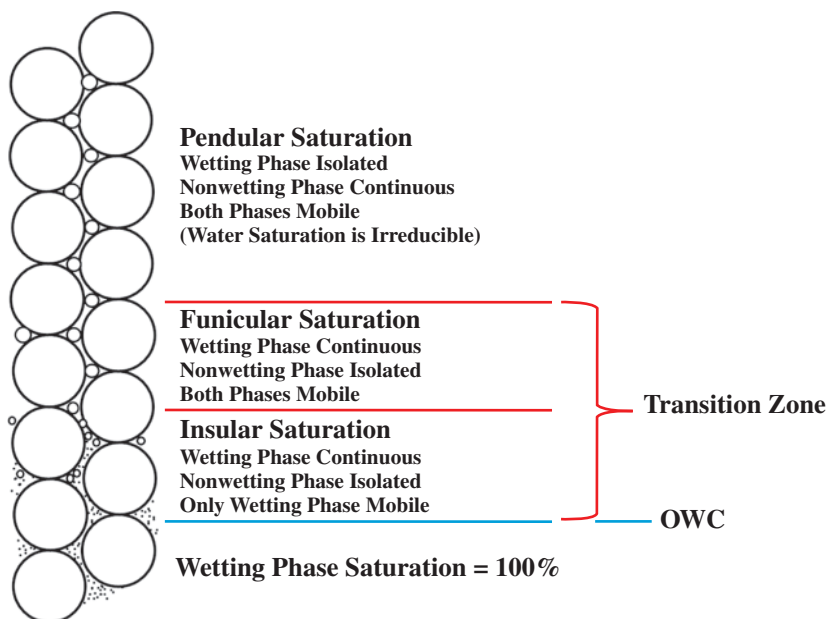 Pendular Saturation
Wetting Phase Isolated
Nonwetting Phase Continuous
Both Phases Mobile
(Water Saturation is Irreducible)
Funicular Saturation
Wetting Phase Continuous
Nonwetting Phase Isolated
Both Phases Mobile
Transition Zone
Insular Saturation
Wetting Phase Continuous
Nonwetting Phase Isolated
Only Wetting Phase Mobile
OWC
Wetting Phase Saturation = 100%